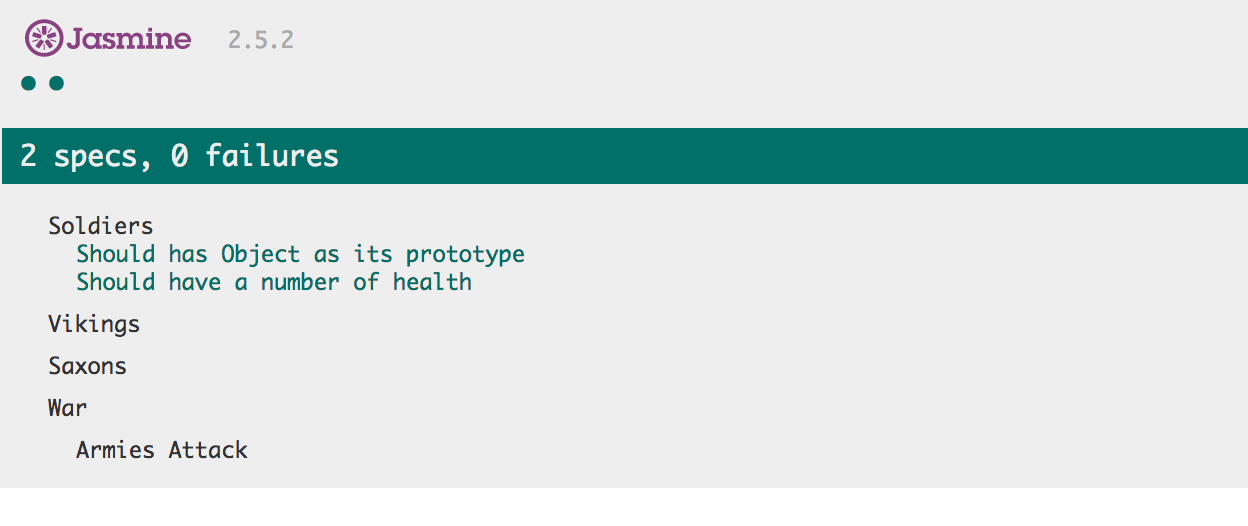 Jasmine 2.5.2
2 specs, 0 failures
Soldiers
Should has Object as its prototype
Should have a number of health
Vikings
Saxons
War
Armies Attack